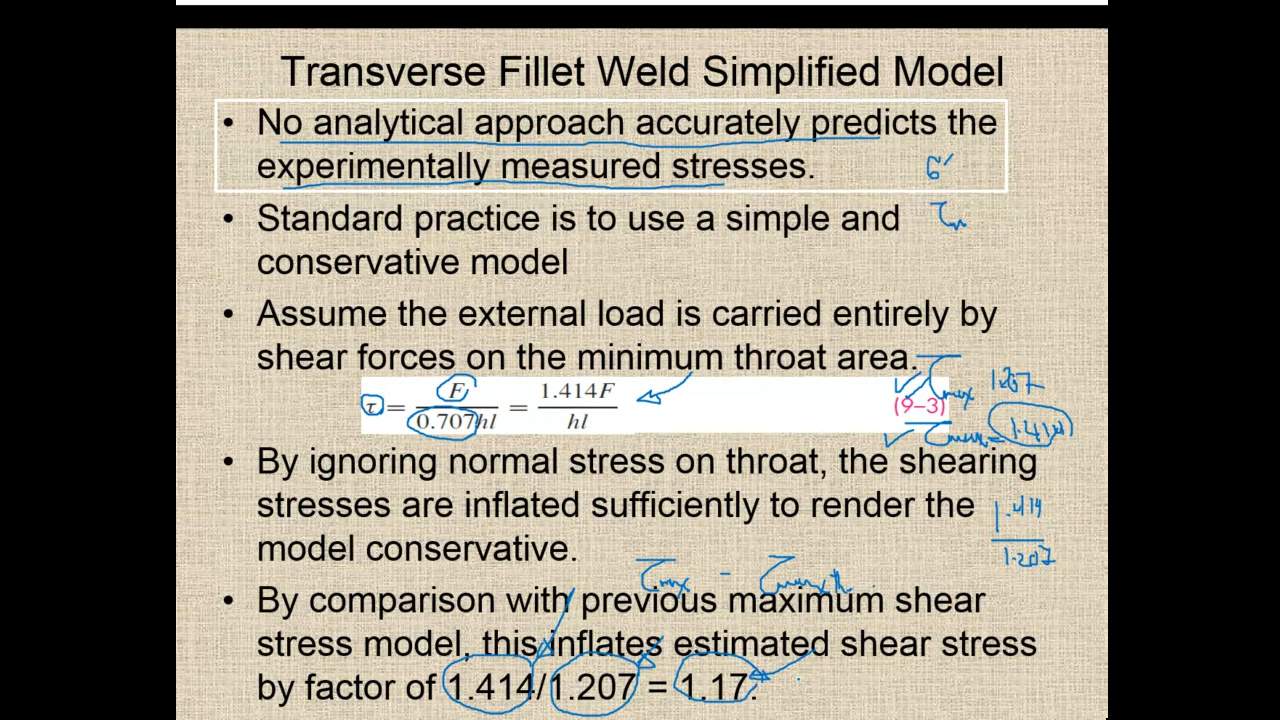 Transverse Fillet Weld Simplified Model
• No analytical approach accurately predicts the
experimentally measured stresses.
• Standard practice is to use a simple and
conservative model
• Assume the external load is carried entirely by
shear forces on the minimum throat area.
τ = F / 0.707hl = 1.414F / hl (9–3)
τmax 1.207
τmax = 1.414
• By ignoring normal stress on throat, the shearing
stresses are inflated sufficiently to render the
model conservative.
1.414
1.207
τmax -
• By comparison with previous maximum shear
stress model, this inflates estimated shear stress
by factor of 1.414/1.207 = 1.17.